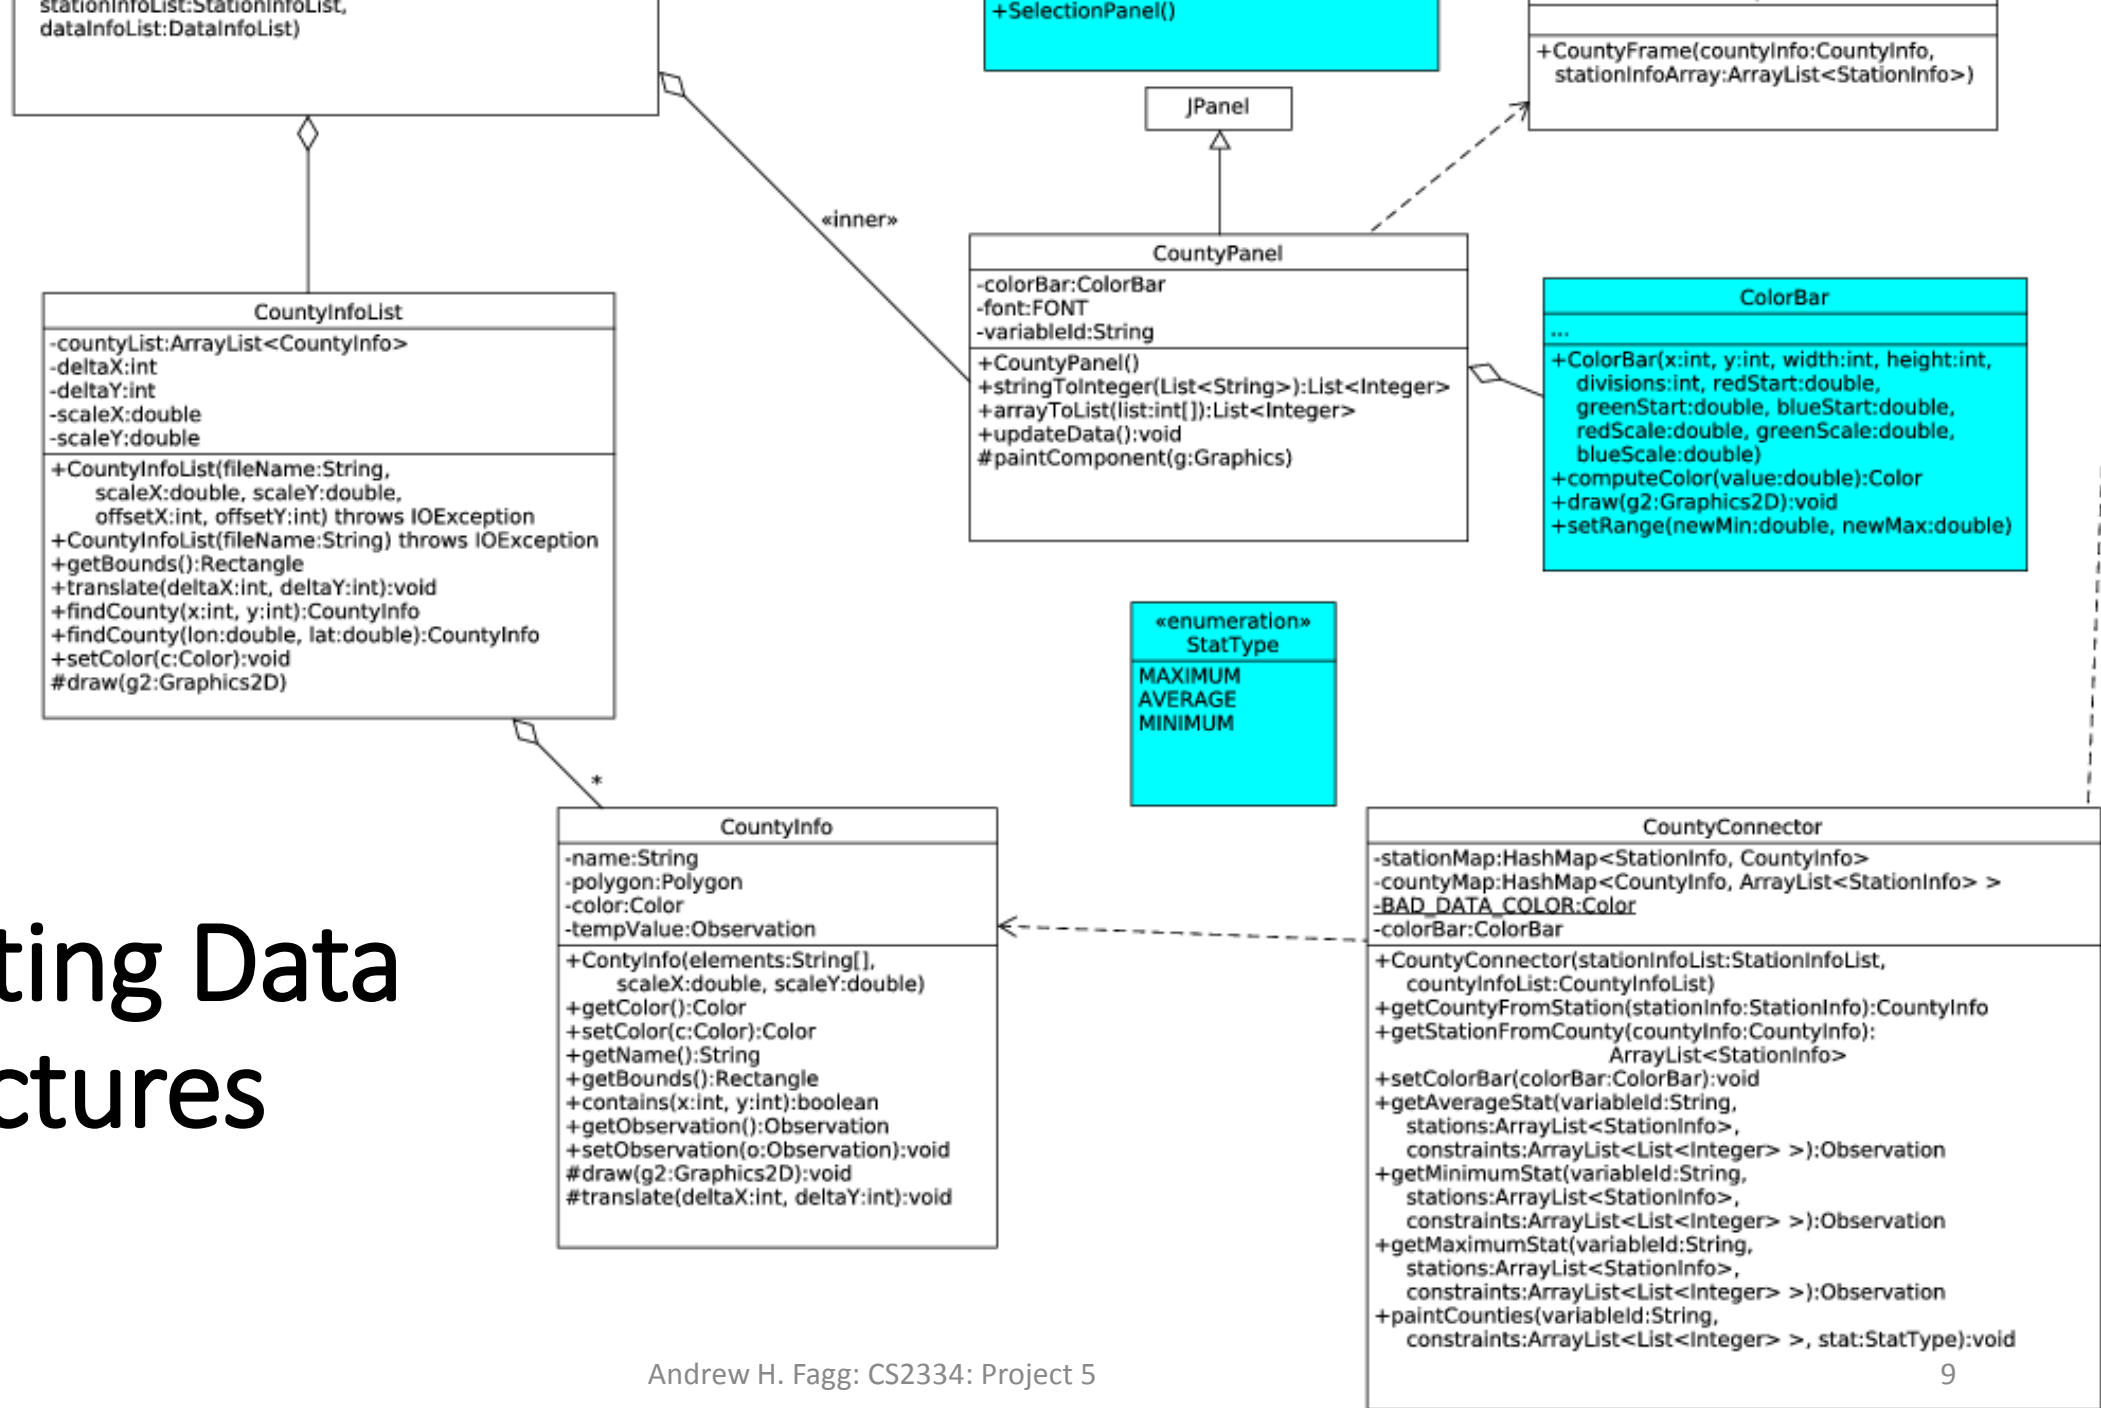 stationInfoList:StationInfoList,
dataInfoList:DataInfoList)
+SelectionPanel()
+CountyFrame(countyInfo:CountyInfo,
stationInfoArray:ArrayList<StationInfo>)
JPanel
«inner»
CountyPanel
-colorBar:ColorBar
-font:FONT
-variableId:String
+CountyPanel()
+stringToInteger(List<String>):List<Integer>
+arrayToList(list:int[]):List<Integer>
+updateData():void
#paintComponent(g:Graphics)
ColorBar
...
+ColorBar(x:int, y:int, width:int, height:int,
divisions:int, redStart:double,
greenStart:double, blueStart:double,
redScale:double, greenScale:double,
blueScale:double)
+computeColor(value:double):Color
+draw(g2:Graphics2D):void
+setRange(newMin:double, newMax:double)
CountyInfoList
-countyList:ArrayList<CountyInfo>
-deltaX:int
-deltaY:int
-scaleX:double
-scaleY:double
+CountyInfoList(fileName:String,
scaleX:double, scaleY:double,
offsetX:int, offsetY:int) throws IOException
+CountyInfoList(fileName:String) throws IOException
+getBounds():Rectangle
+translate(deltaX:int, deltaY:int):void
+findCounty(x:int, y:int):CountyInfo
+findCounty(lon:double, lat:double):CountyInfo
+setColor(c:Color):void
#draw(g2:Graphics2D)
«enumeration»
StatType
MAXIMUM
AVERAGE
MINIMUM
*
CountyInfo
-name:String
-polygon:Polygon
-color:Color
-tempValue:Observation
+ContyInfo(elements:String[],
scaleX:double, scaleY:double)
+getColor():Color
+setColor(c:Color):Color
+getName():String
+getBounds():Rectangle
+contains(x:int, y:int):boolean
+getObservation():Observation
+setObservation(o:Observation):void
#draw(g2:Graphics2D):void
#translate(deltaX:int, deltaY:int):void
CountyConnector
-stationMap:HashMap<StationInfo, CountyInfo>
-countyMap:HashMap<CountyInfo, ArrayList<StationInfo> >
-BAD_DATA_COLOR:Color
-colorBar:ColorBar
+CountyConnector(stationInfoList:StationInfoList,
countyInfoList:CountyInfoList)
+getCountyFromStation(stationInfo:StationInfo):CountyInfo
+getStationFromCounty(countyInfo:CountyInfo):
ArrayList<StationInfo>
+setColorBar(colorBar:ColorBar):void
+getAverageStat(variableId:String,
stations:ArrayList<StationInfo>,
constraints:ArrayList<List<Integer> >):Observation
+getMinimumStat(variableId:String,
stations:ArrayList<StationInfo>,
constraints:ArrayList<List<Integer> >):Observation
+getMaximumStat(variableId:String,
stations:ArrayList<StationInfo>,
constraints:ArrayList<List<Integer> >):Observation
+paintCounties(variableId:String,
constraints:ArrayList<List<Integer> >, stat:StatType):void
ting Data
ctures
Andrew H. Fagg: CS2334: Project 5
9